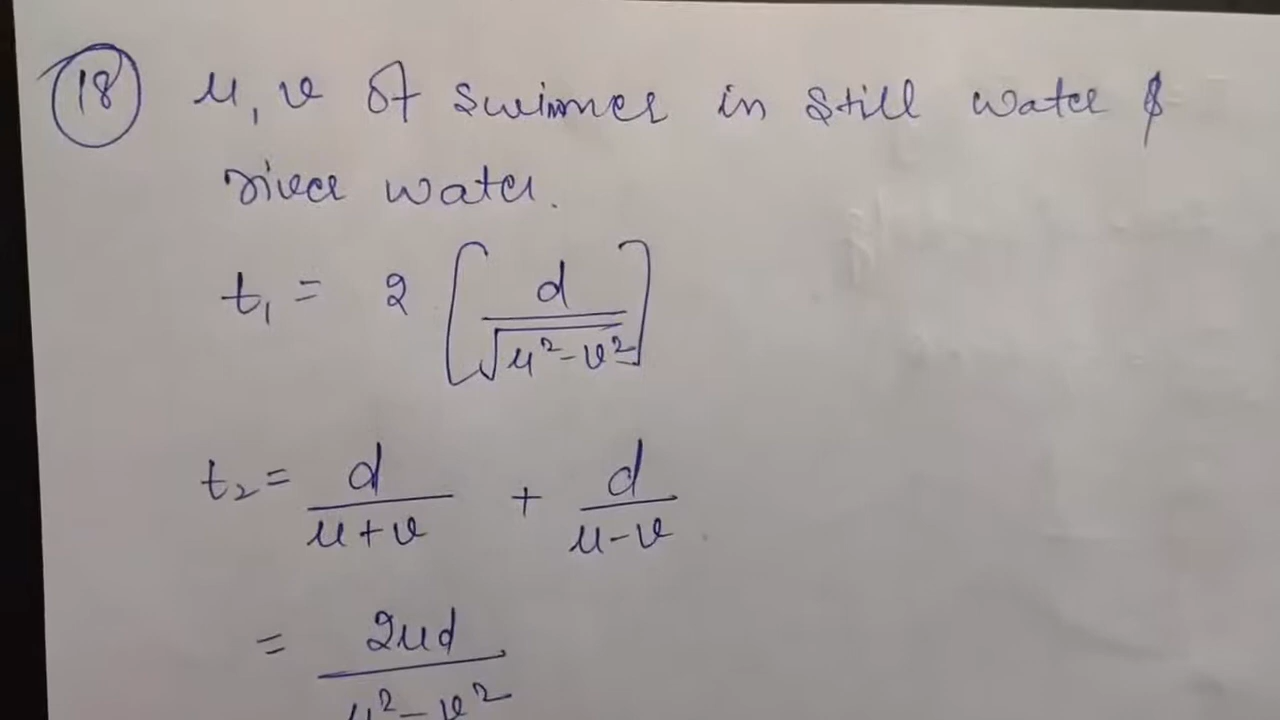 18 u, v of swimmer in still water &
river water.
t₁ = 2 [ d / √(u² - v²) ]
t₂ = d / (u + v) + d / (u - v)
= 2ud / (u² - v²)